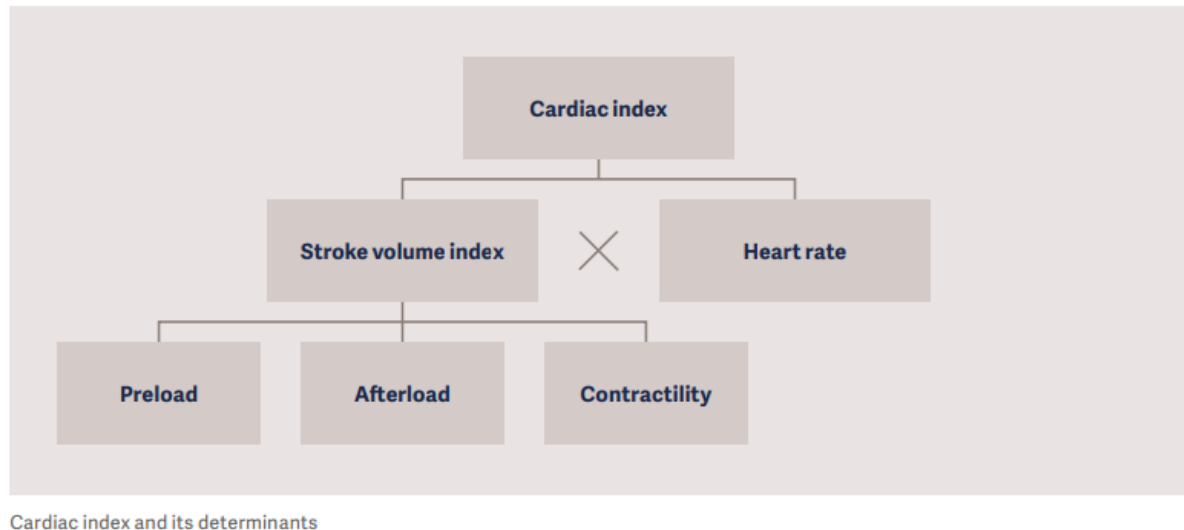 Cardiac index
Stroke volume index
Heart rate
Preload
Afterload
Contractility
Cardiac index and its determinants